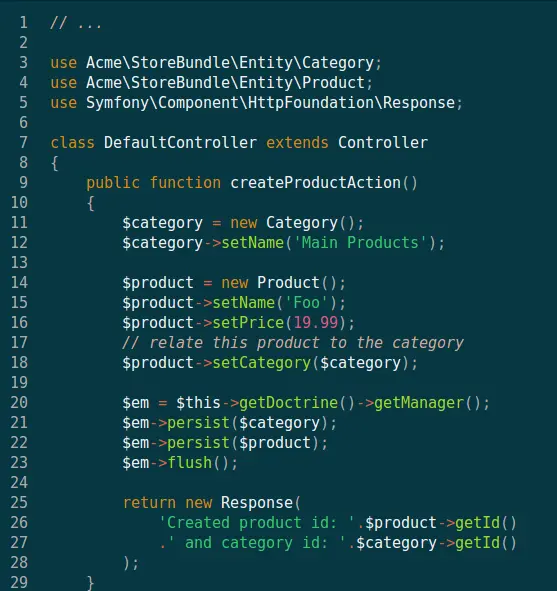 1 // ...
2
3 use Acme\StoreBundle\Entity\Category;
4 use Acme\StoreBundle\Entity\Product;
5 use Symfony\Component\HttpFoundation\Response;
6
7 class DefaultController extends Controller
8 {
9     public function createProductAction()
10     {
11         $category = new Category();
12         $category->setName('Main Products');
13
14         $product = new Product();
15         $product->setName('Foo');
16         $product->setPrice(19.99);
17         // relate this product to the category
18         $product->setCategory($category);
19
20         $em = $this->getDoctrine()->getManager();
21         $em->persist($category);
22         $em->persist($product);
23         $em->flush();
24
25         return new Response(
26             'Created product id: '.$product->getId()
27             .' and category id: '.$category->getId()
28         );
29     }